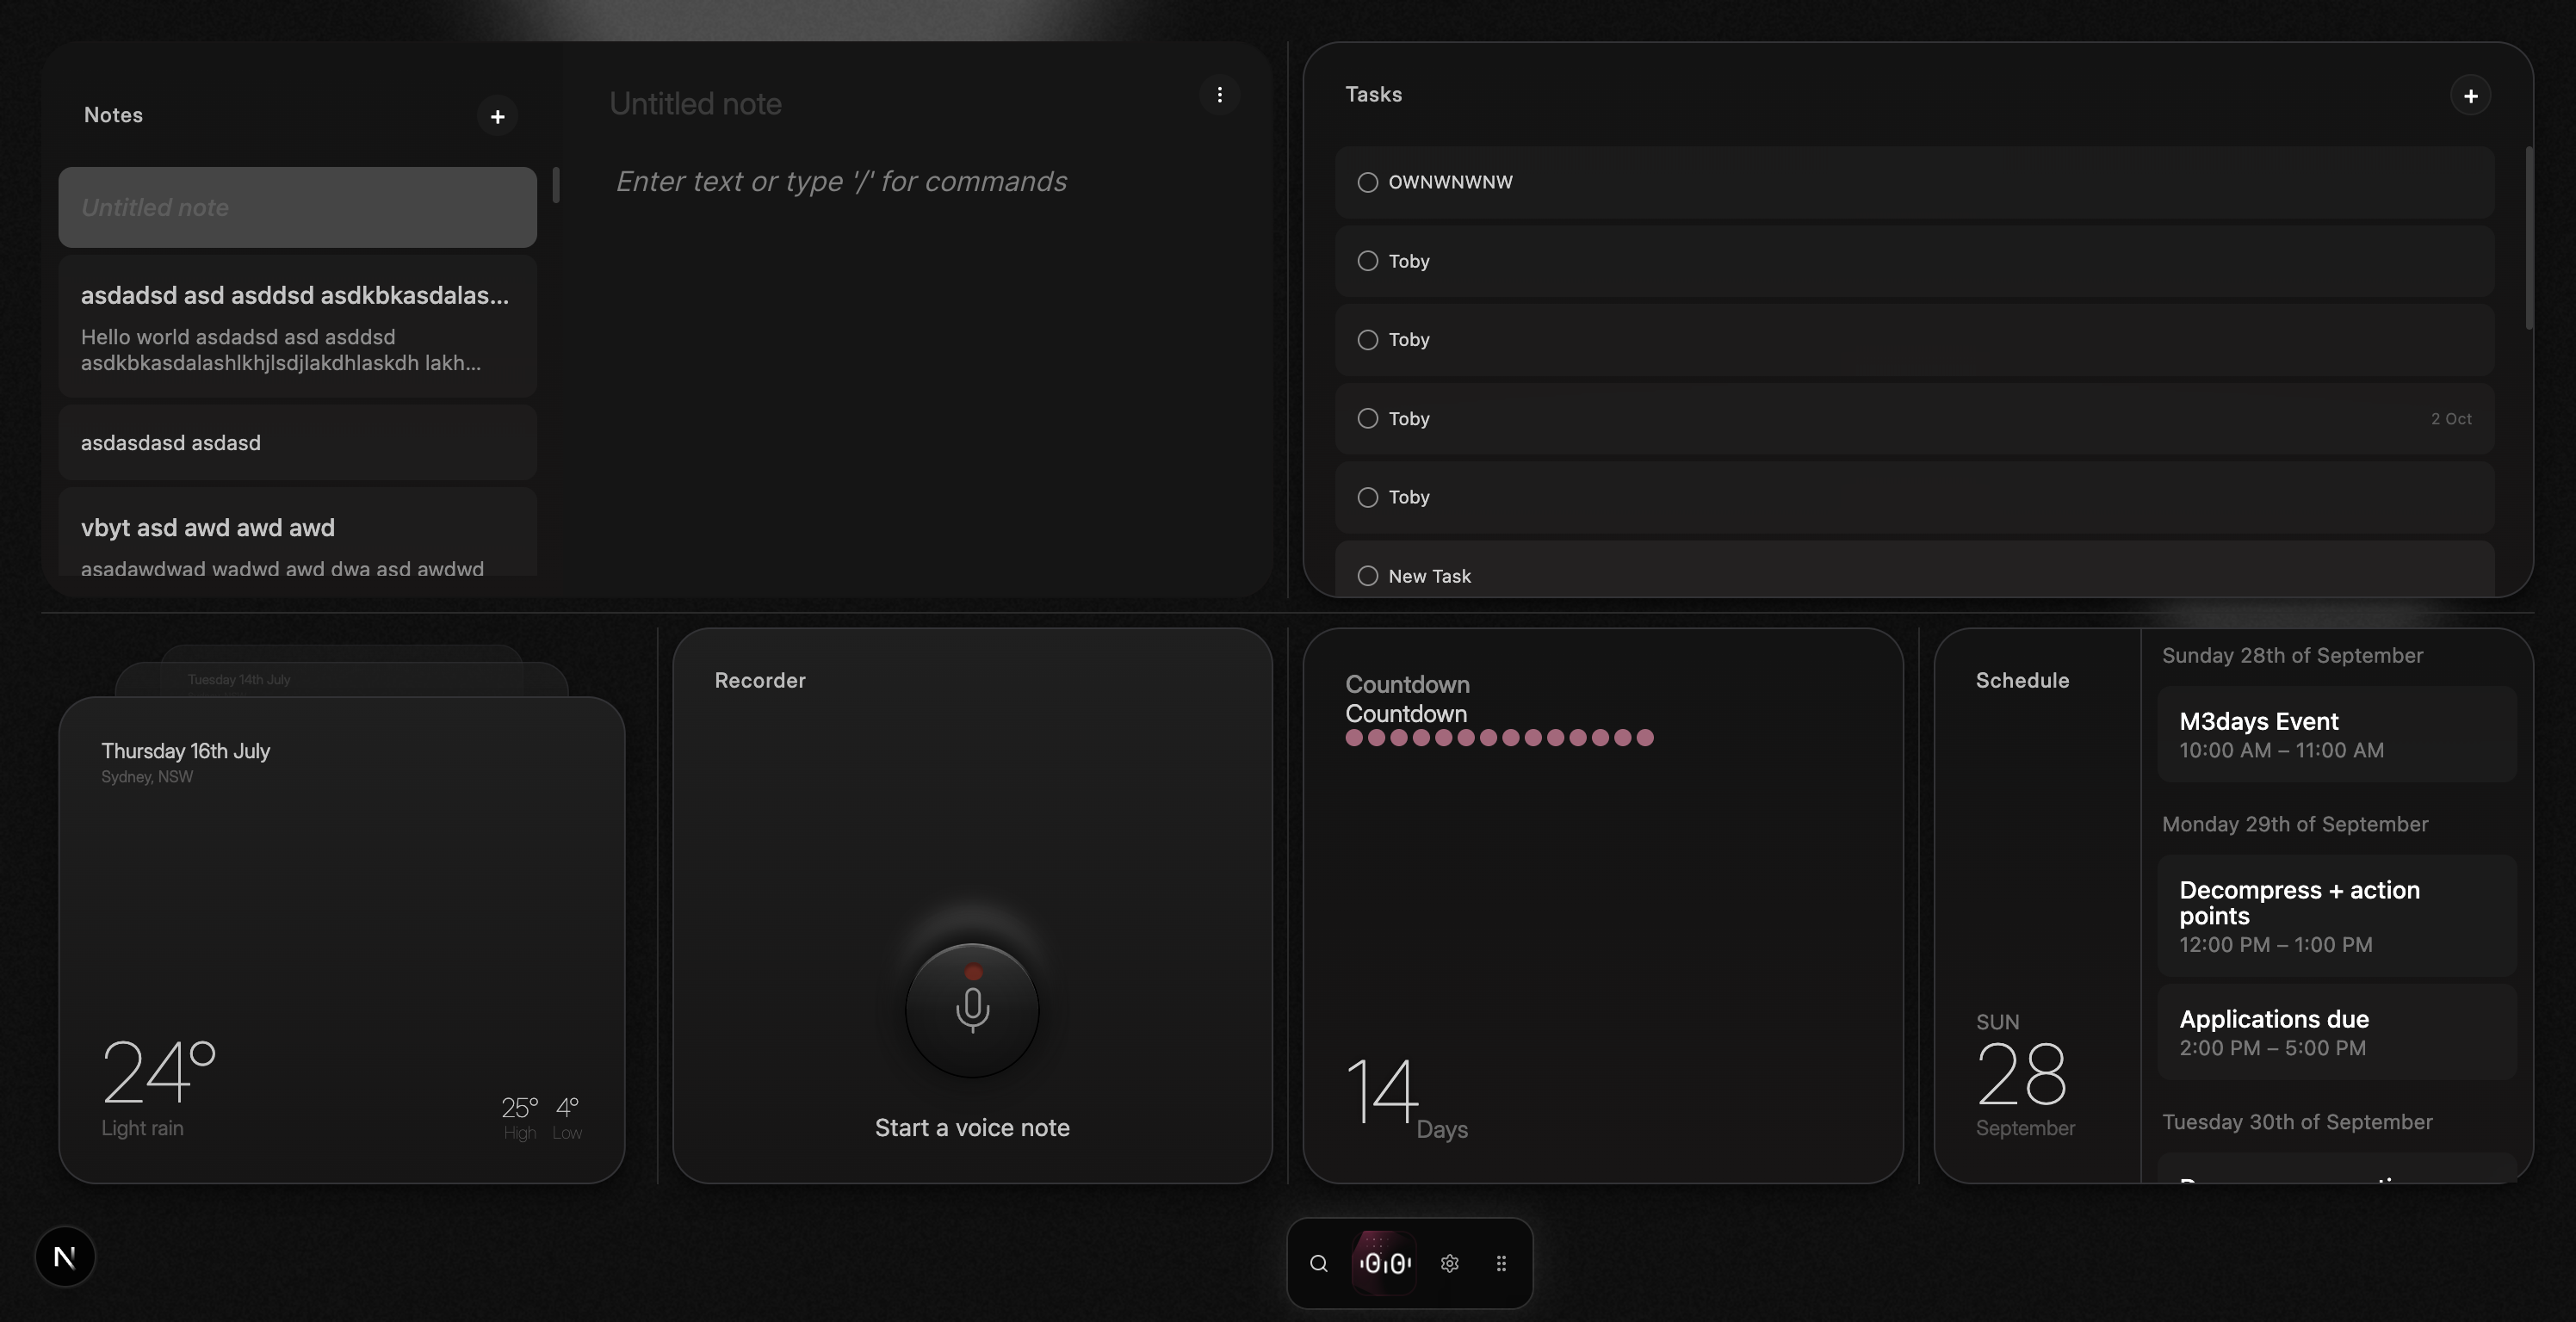 Notes
+
Untitled note
asdadsd asd asddsd asdkbkasdalas...
Hello world asdadsd asd asddsd
asdkbkasdalashlkhjlsdjlakdhlaskdh lakh...
asdasdasd asdasd
vbyt asd awd awd awd
asadawdwad wadwd awd dwa asd awdwd
Untitled note
Enter text or type '/' for commands
Tasks
+
OWNWNWNW
Toby
Toby
Toby
2 Oct
Toby
New Task
Tuesday 14th July
Thursday 16th July
Sydney, NSW
24°
Light rain
25° 4°
High Low
Recorder
Start a voice note
Countdown
Countdown
14
Days
Schedule
SUN
28
September
Sunday 28th of September
M3days Event
10:00 AM – 11:00 AM
Monday 29th of September
Decompress + action
points
12:00 PM – 1:00 PM
Applications due
2:00 PM – 5:00 PM
Tuesday 30th of September
N